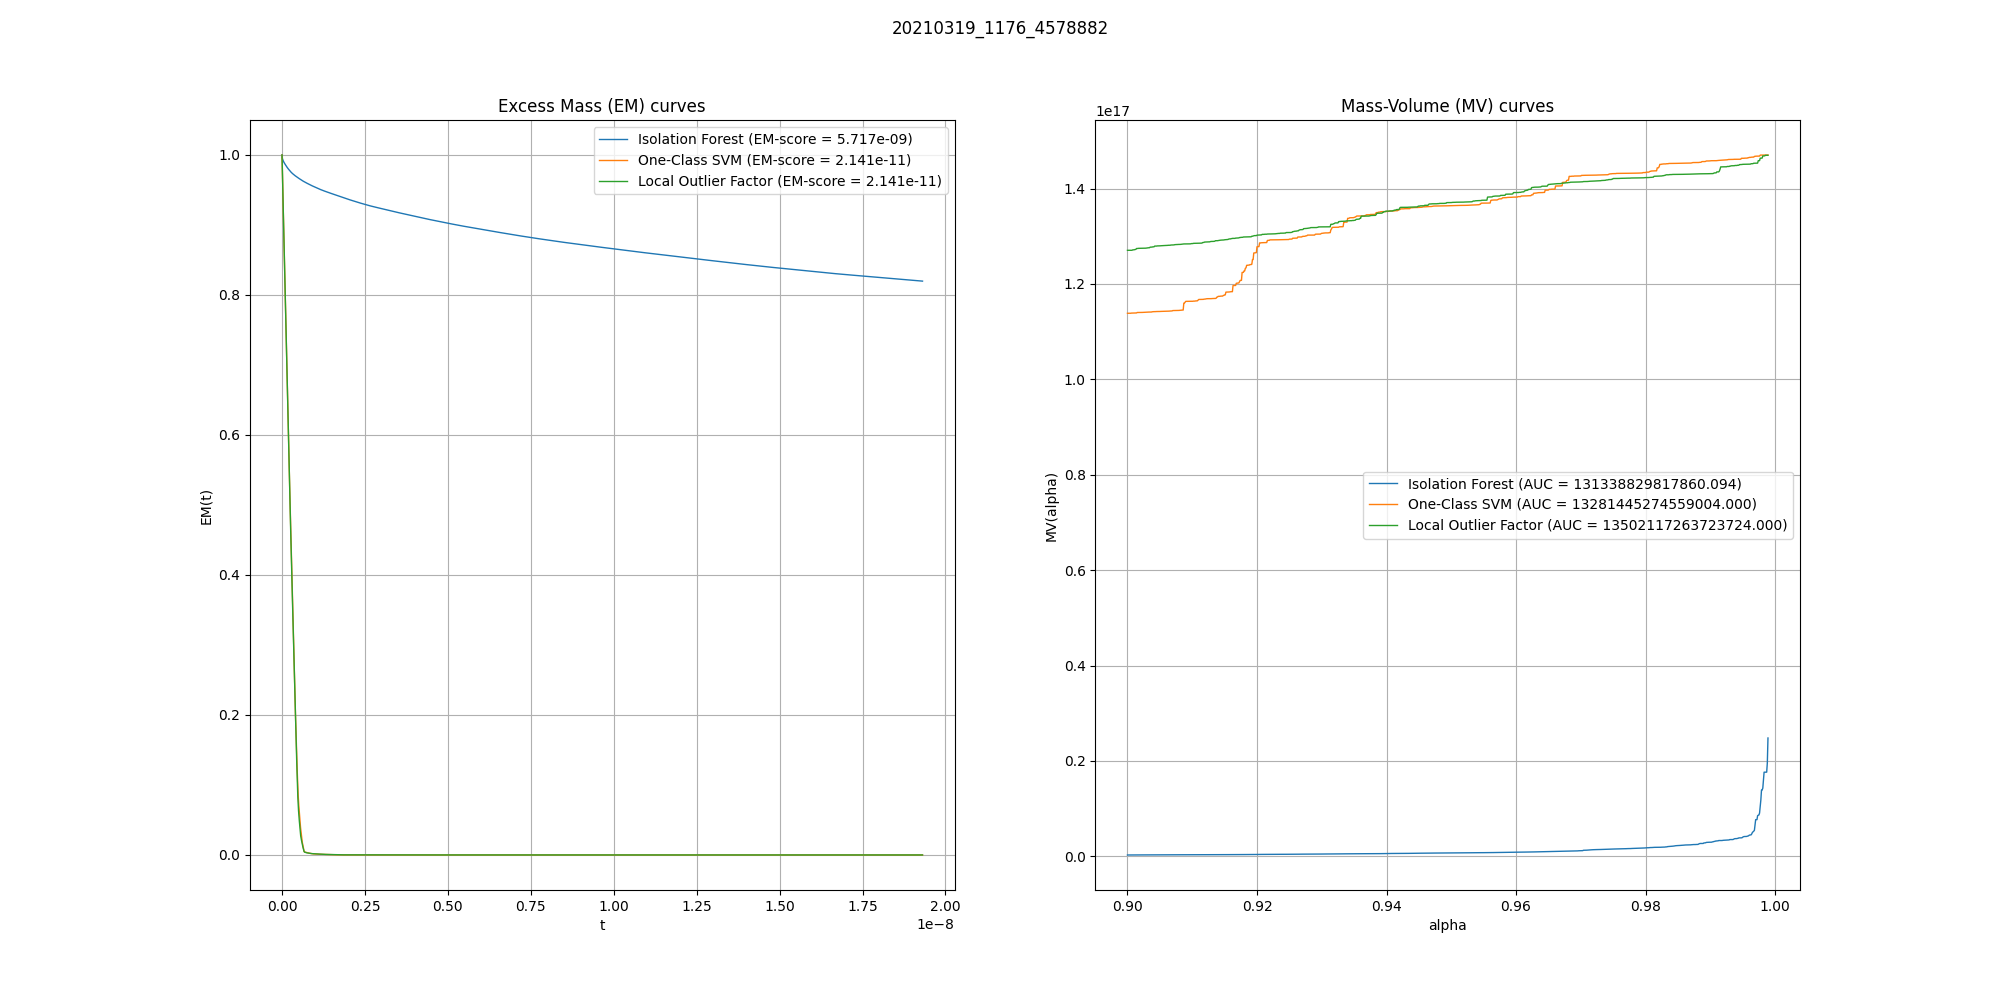 20210319_1176_4578882
Excess Mass (EM) curves
Isolation Forest (EM-score = 5.717e-09)
One-Class SVM (EM-score = 2.141e-11)
Local Outlier Factor (EM-score = 2.141e-11)
EM(t)
1.0
0.8
0.6
0.4
0.2
0.0
0.00 0.25 0.50 0.75 1.00 1.25 1.50 1.75 2.00
1e−8
t
Mass-Volume (MV) curves
1e17
Isolation Forest (AUC = 131338829817860.094)
One-Class SVM (AUC = 13281445274559004.000)
Local Outlier Factor (AUC = 13502117263723724.000)
MV(alpha)
1.4
1.2
1.0
0.8
0.6
0.4
0.2
0.0
0.90 0.92 0.94 0.96 0.98 1.00
alpha